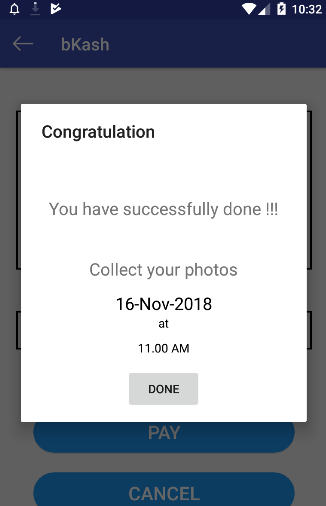 10:32
bKash
Congratulation
You have successfully done !!!
Collect your photos
16-Nov-2018
at
11.00 AM
DONE
PAY
CANCEL